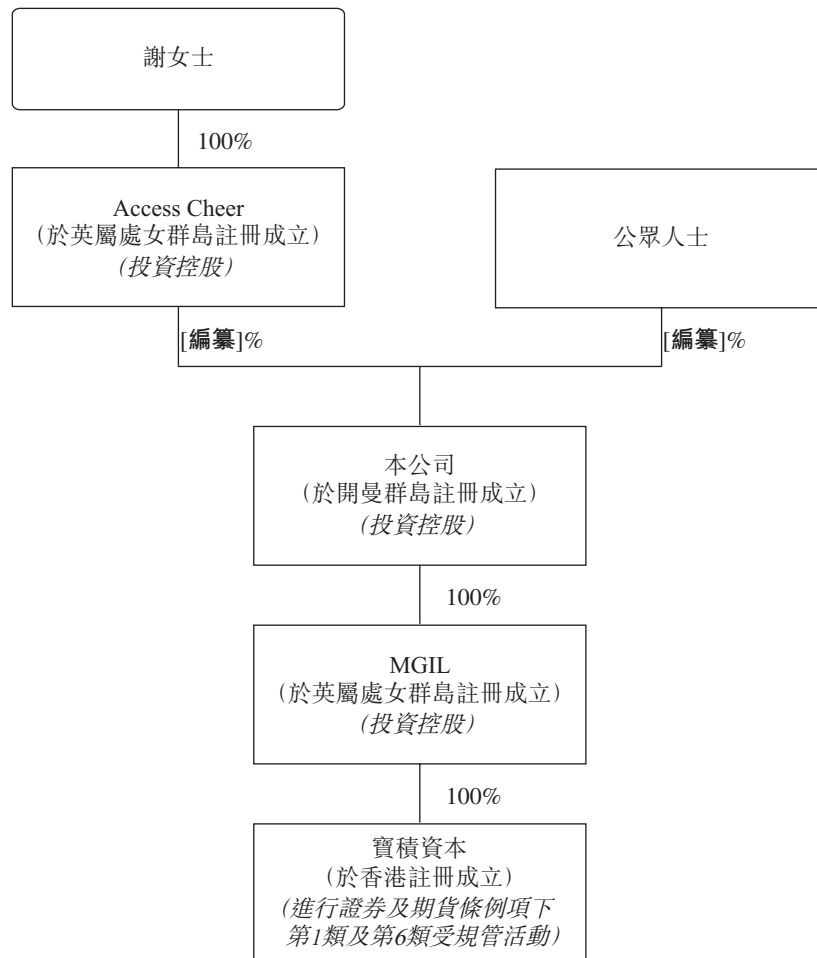 謝女士
100%
Access Cheer
(於英屬處女群島註冊成立)
(投資控股)
公眾人士
[編纂]%
[編纂]%
本公司
(於開曼群島註冊成立)
(投資控股)
100%
MGIL
(於英屬處女群島註冊成立)
(投資控股)
100%
寶積資本
(於香港註冊成立)
(進行證券及期貨條例項下
第1類及第6類受規管活動)